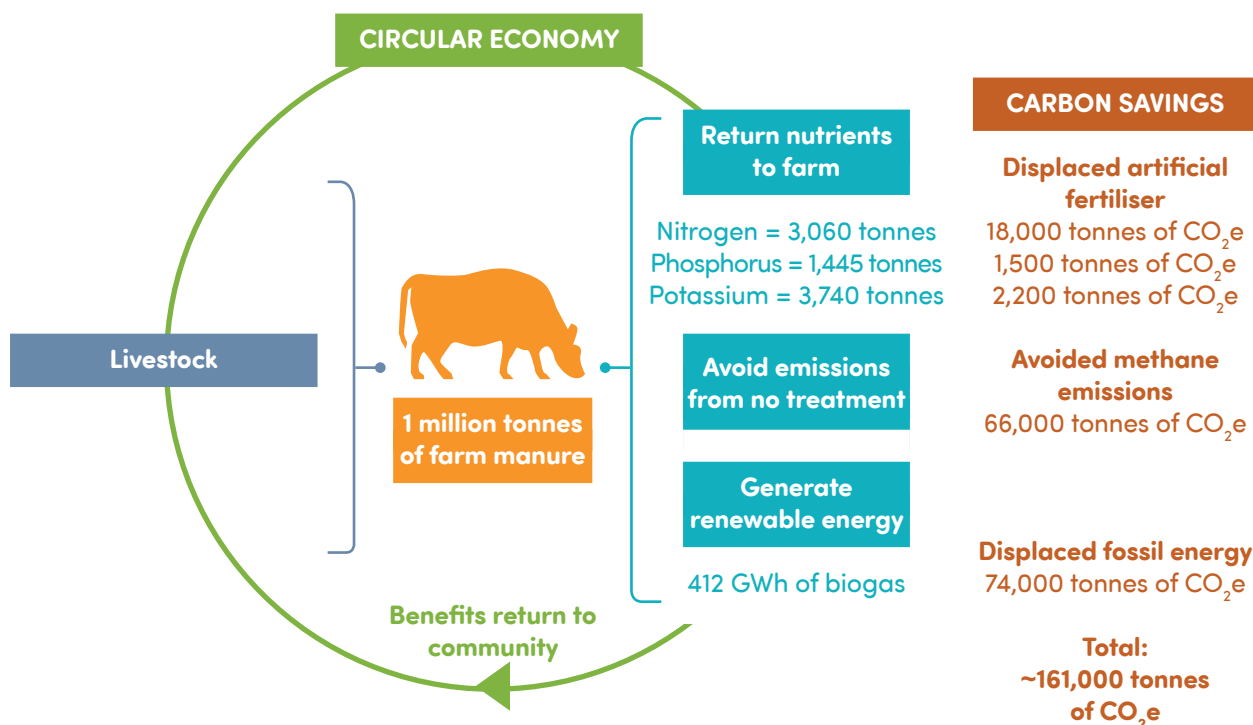 CIRCULAR ECONOMY
Livestock
1 million tonnes
of farm manure
Return nutrients
to farm
Nitrogen = 3,060 tonnes
Phosphorus = 1,445 tonnes
Potassium = 3,740 tonnes
Avoid emissions
from no treatment
Generate
renewable energy
412 GWh of biogas
Benefits return to
community
CARBON SAVINGS
Displaced artificial
fertiliser
18,000 tonnes of CO₂e
1,500 tonnes of CO₂e
2,200 tonnes of CO₂e
Avoided methane
emissions
66,000 tonnes of CO₂e
Displaced fossil energy
74,000 tonnes of CO₂e
Total:
~161,000 tonnes
of CO₂e